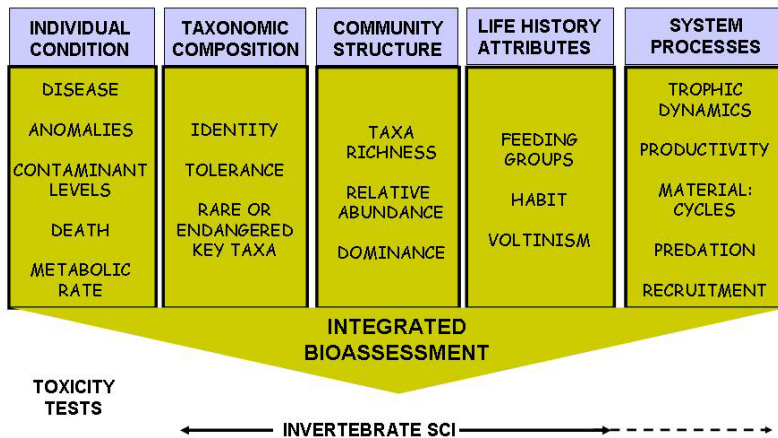 INDIVIDUAL
CONDITION
TAXONOMIC
COMPOSITION
COMMUNITY
STRUCTURE
LIFE HISTORY
ATTRIBUTES
SYSTEM
PROCESSES
DISEASE
ANOMALIES
CONTAMINANT
LEVELS
DEATH
METABOLIC
RATE
IDENTITY
TOLERANCE
RARE OR
ENDANGERED
KEY TAXA
TAXA
RICHNESS
RELATIVE
ABUNDANCE
DOMINANCE
FEEDING
GROUPS
HABIT
VOLTINISM
TROPHIC
DYNAMICS
PRODUCTIVITY
MATERIAL:
CYCLES
PREDATION
RECRUITMENT
INTEGRATED
BIOASSESSMENT
TOXICITY
TESTS
INVERTEBRATE SCI